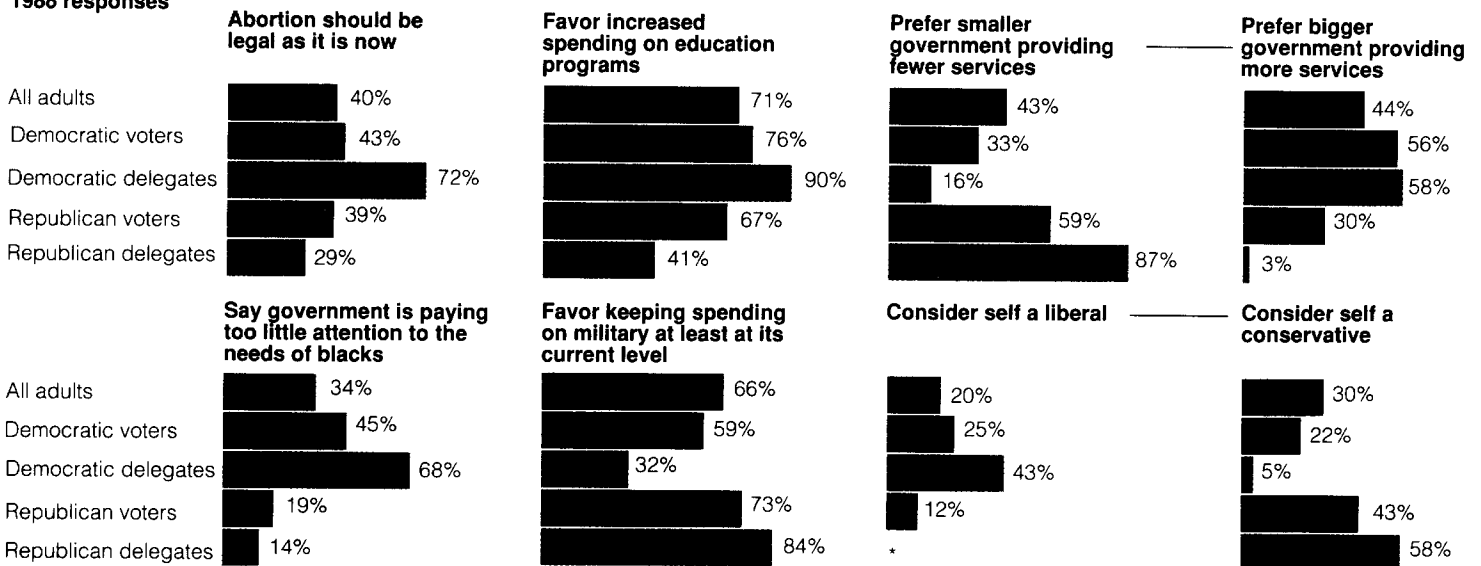 1988 responses
Abortion should be
legal as it is now
Favor increased
spending on education
programs
Prefer smaller
government providing
fewer services
Prefer bigger
government providing
more services
All adults 40% 71% 43% 44%
Democratic voters 43% 76% 33% 56%
Democratic delegates 72% 90% 16% 58%
Republican voters 39% 67% 59% 30%
Republican delegates 29% 41% 87% 3%
Say government is paying
too little attention to the
needs of blacks
Favor keeping spending
on military at least at its
current level
Consider self a liberal
Consider self a
conservative
All adults 34% 66% 20% 30%
Democratic voters 45% 59% 25% 22%
Democratic delegates 68% 32% 43% 5%
Republican voters 19% 73% 12% 43%
Republican delegates 14% 84% * 58%